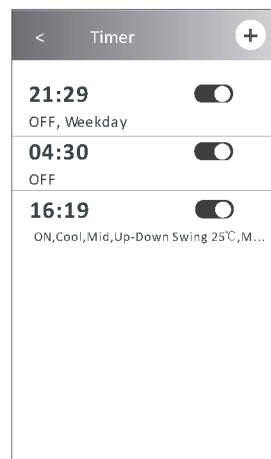 < Timer +
21:29
OFF, Weekday
04:30
OFF
16:19
ON,Cool,Mid,Up-Down Swing 25℃,M...